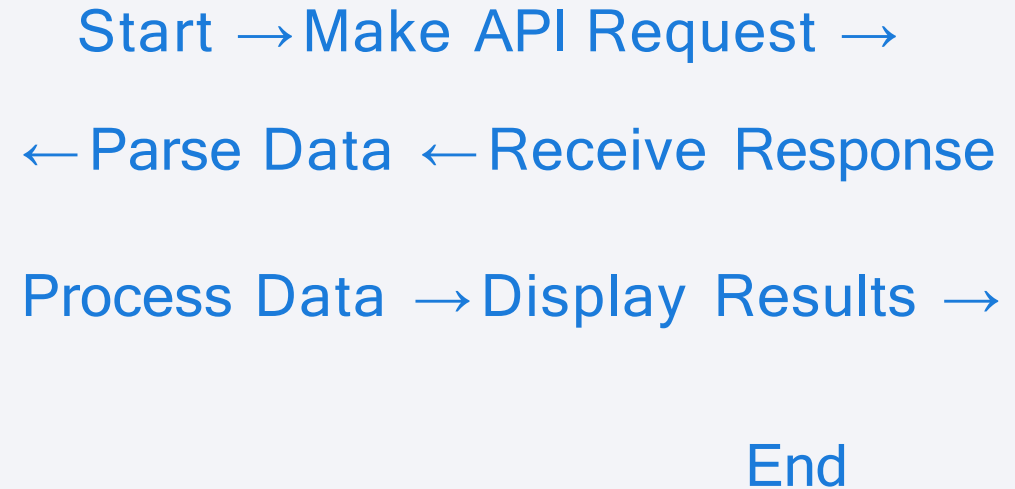 Start → Make API Request →
← Parse Data ← Receive Response
Process Data → Display Results →
End